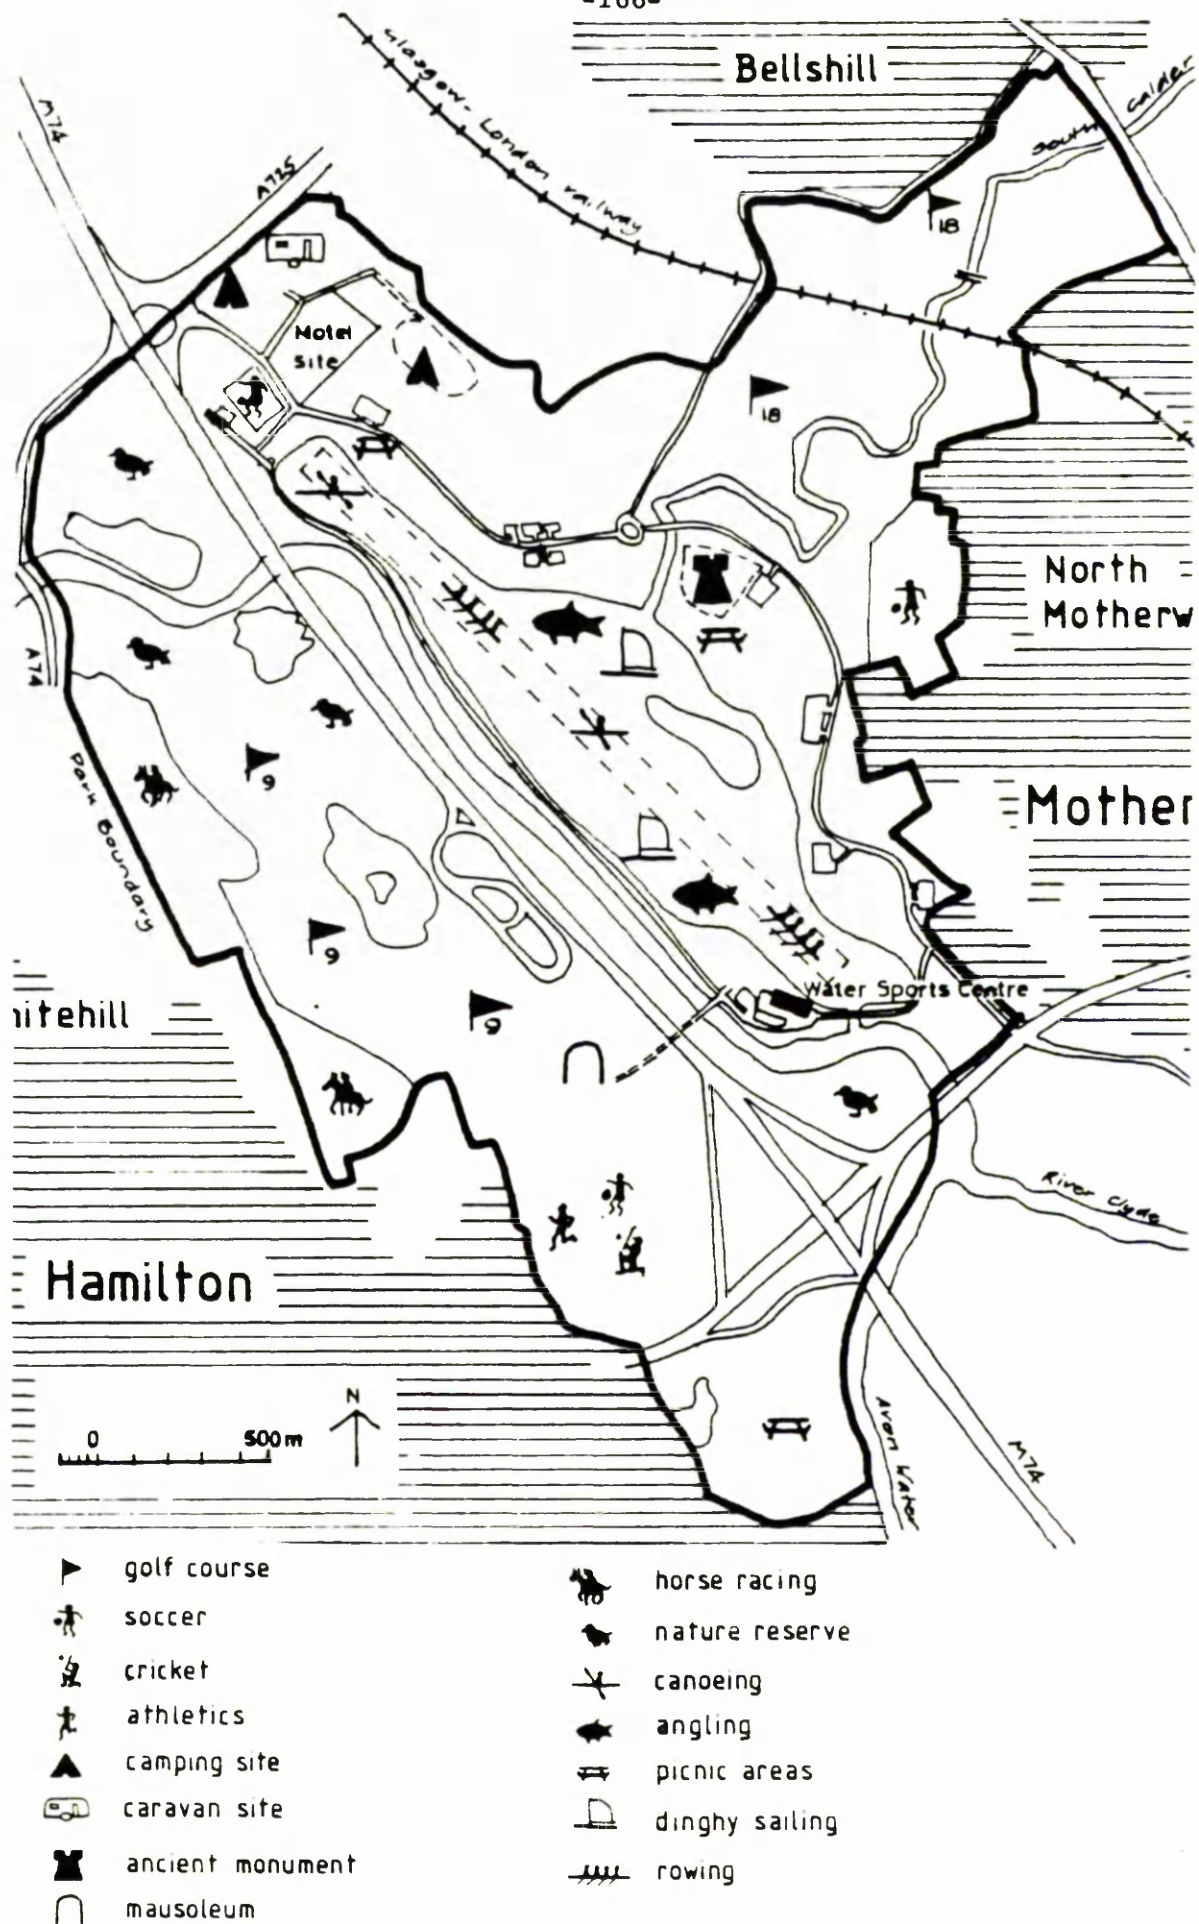 -166-
Bellshill
Glasgow-London railway
South Calder
M74
A725
18
Motel
site
18
North
Motherw
A74
Park Boundary
9
Mother
9
9
Water Sports Centre
hitehill
River Clyde
Hamilton
N
0 500m
Avon Water
M74
golf course
soccer
cricket
athletics
camping site
caravan site
ancient monument
mausoleum
horse racing
nature reserve
canoeing
angling
picnic areas
dinghy sailing
rowing